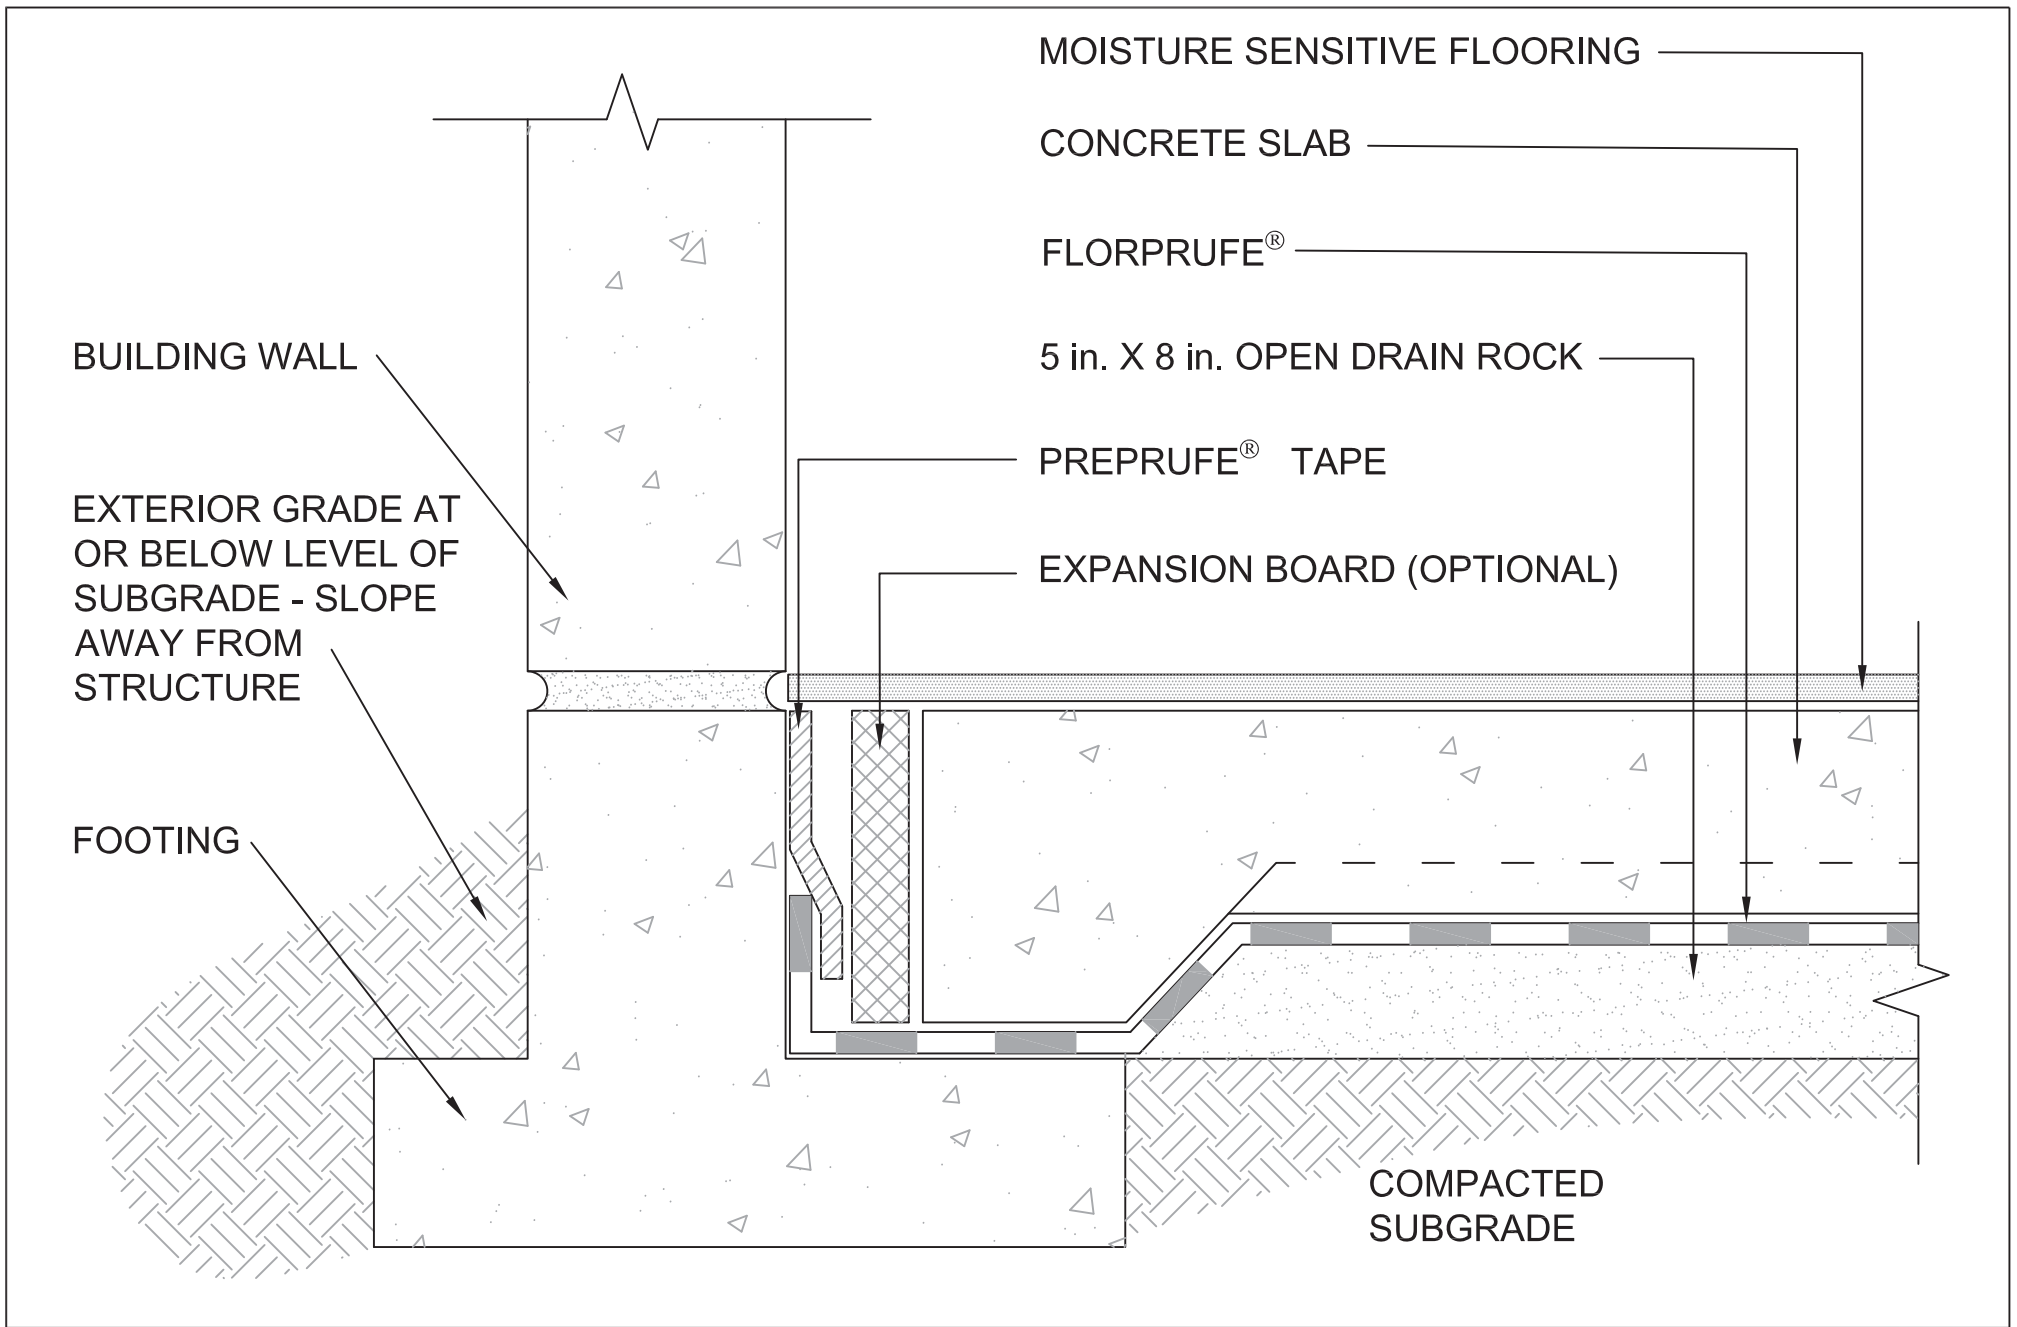 MOISTURE SENSITIVE FLOORING
CONCRETE SLAB
FLORPRUFE®
5 in. X 8 in. OPEN DRAIN ROCK
PREPRUFE® TAPE
EXPANSION BOARD (OPTIONAL)
BUILDING WALL
EXTERIOR GRADE AT
OR BELOW LEVEL OF
SUBGRADE - SLOPE
AWAY FROM
STRUCTURE
FOOTING
COMPACTED
SUBGRADE